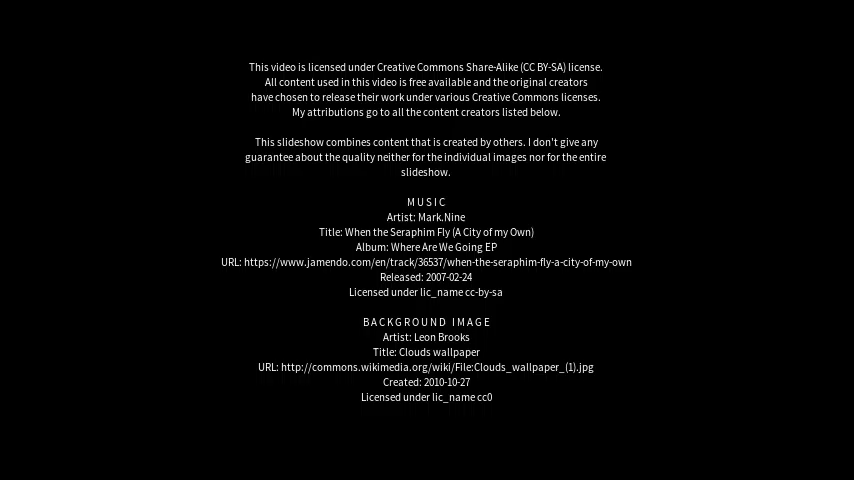 This video is licensed under Creative Commons Share-Alike (CC BY-SA) license.
All content used in this video is free available and the original creators
have chosen to release their work under various Creative Commons licenses.
My attributions go to all the content creators listed below.
This slideshow combines content that is created by others. I don't give any
guarantee about the quality neither for the individual images nor for the entire
slideshow.
MUSIC
Artist: Mark.Nine
Title: When the Seraphim Fly (A City of my Own)
Album: Where Are We Going EP
URL: https://www.jamendo.com/en/track/36537/when-the-seraphim-fly-a-city-of-my-own
Released: 2007-02-24
Licensed under lic_name cc-by-sa
BACKGROUND IMAGE
Artist: Leon Brooks
Title: Clouds wallpaper
URL: http://commons.wikimedia.org/wiki/File:Clouds_wallpaper_(1).jpg
Created: 2010-10-27
Licensed under lic_name cc0